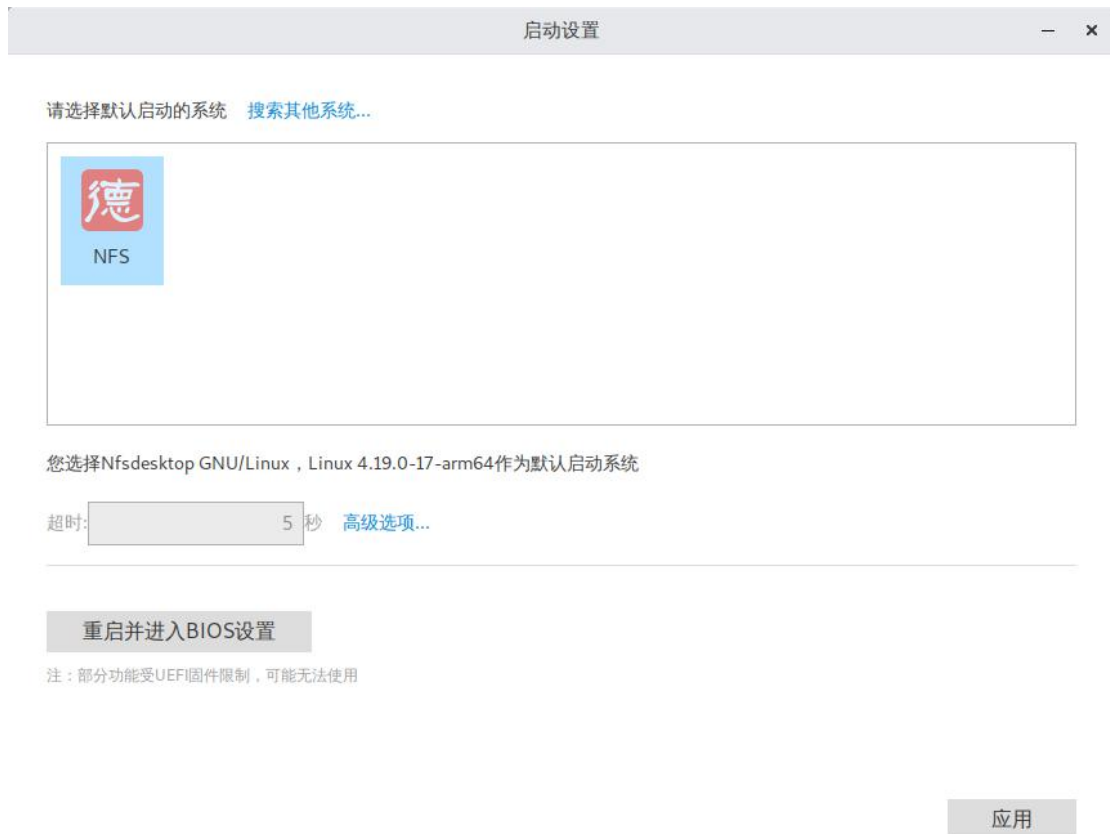 启动设置
请选择默认启动的系统 搜索其他系统...
德
NFS
您选择Nfsdesktop GNU/Linux，Linux 4.19.0-17-arm64作为默认启动系统
超时: 5 秒 高级选项...
重启并进入BIOS设置
注：部分功能受UEFI固件限制，可能无法使用
应用